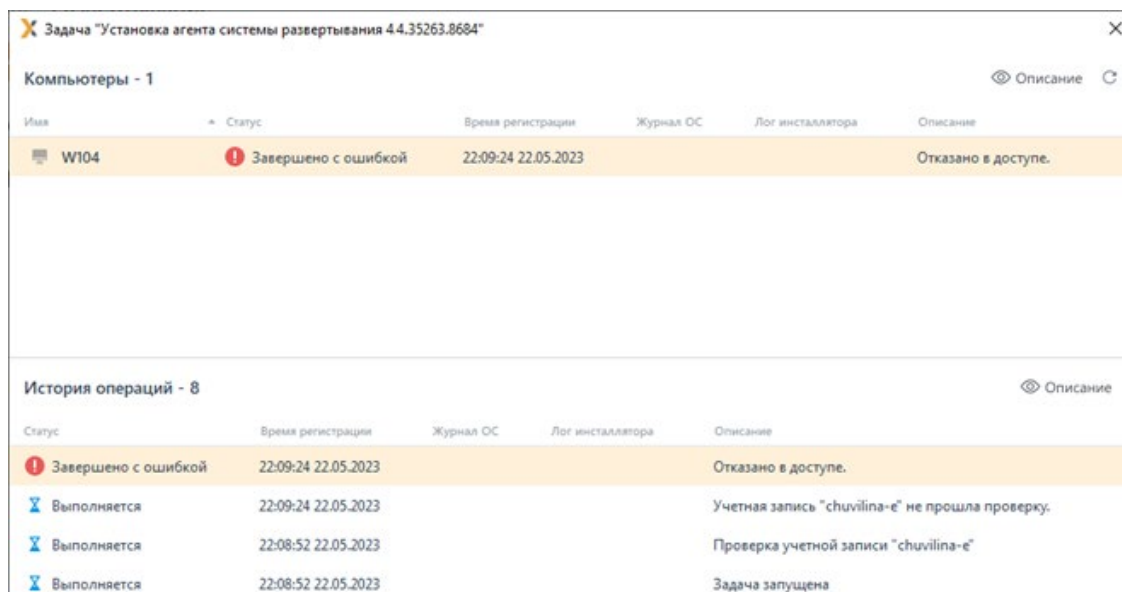 Задача "Установка агента системы развертывания 4.4.35263.8684"
Компьютеры - 1
Описание
Имя Статус Время регистрации Журнал ОС Лог инсталлятора Описание
W104 Завершено с ошибкой 22:09:24 22.05.2023 Отказано в доступе.
История операций - 8
Описание
Статус Время регистрации Журнал ОС Лог инсталлятора Описание
Завершено с ошибкой 22:09:24 22.05.2023 Отказано в доступе.
Выполняется 22:09:24 22.05.2023 Учетная запись "chuvilina-e" не прошла проверку.
Выполняется 22:08:52 22.05.2023 Проверка учетной записи "chuvilina-e"
Выполняется 22:08:52 22.05.2023 Задача запущена